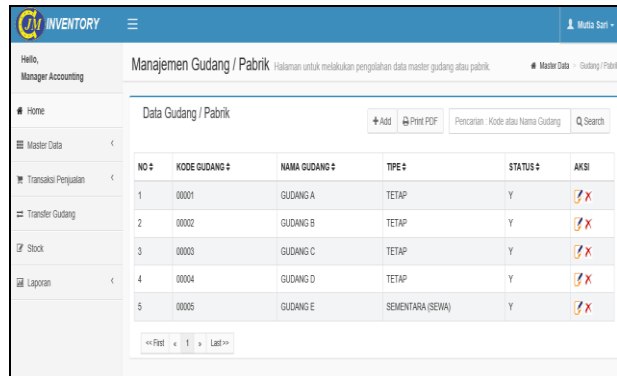 JM INVENTORY
Mutia Sari
Hello,
Manager Accounting
Home
Master Data
Transaksi Penjualan
Transfer Gudang
Stock
Laporan
Manajemen Gudang / Pabrik Halaman untuk melakukan pengolahan data master gudang atau pabrik.
Master Data > Gudang / Pabrik
Data Gudang / Pabrik
+Add Print PDF Pencarian : Kode atau Nama Gudang Search
NO KODE GUDANG NAMA GUDANG TIPE STATUS AKSI
1 00001 GUDANG A TETAP Y
2 00002 GUDANG B TETAP Y
3 00003 GUDANG C TETAP Y
4 00004 GUDANG D TETAP Y
5 00005 GUDANG E SEMENTARA (SEWA) Y
<< First « 1 » Last >>